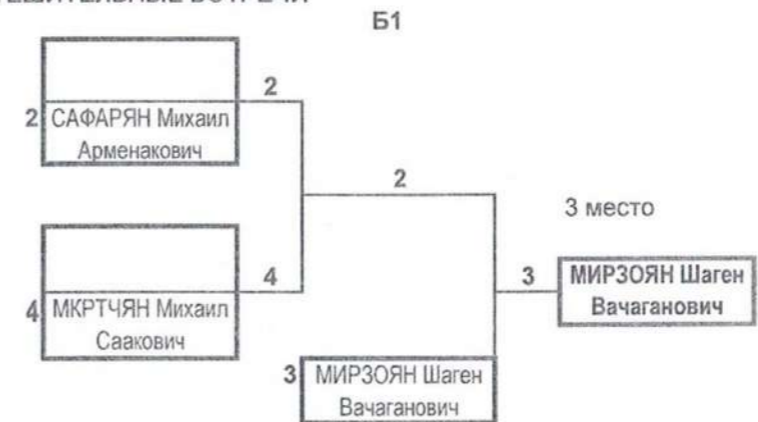 Б1
2
2 САФАРЯН Михаил
Арменакович
2
3 место
4
3
МИРЗОЯН Шаген
Вачаганович
4 МКРТЧЯН Михаил
Саакович
3 МИРЗОЯН Шаген
Вачаганович